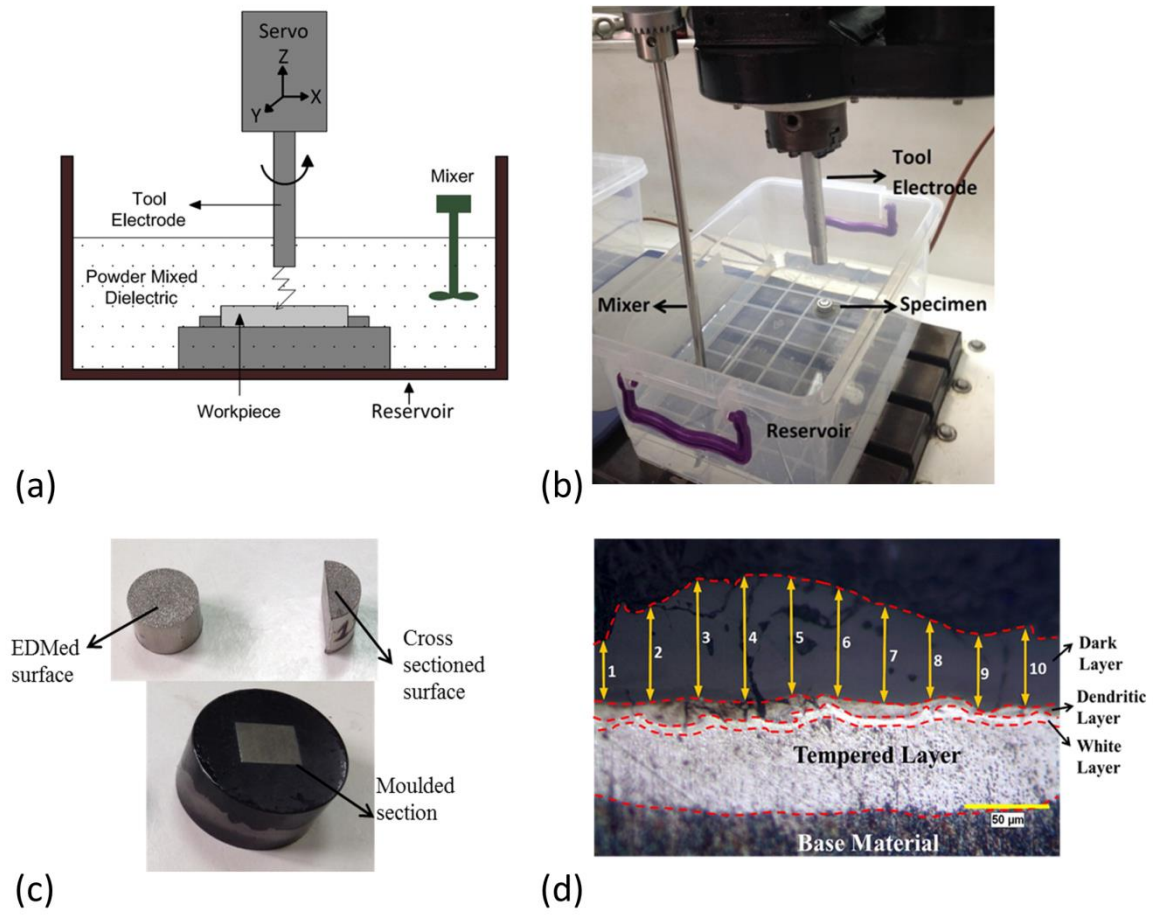 Servo
Z
X
Y
Tool
Electrode
Mixer
Powder Mixed
Dielectric
Workpiece
Reservoir
(a)
Tool
Electrode
Mixer
Specimen
Reservoir
(b)
EDMed
surface
Cross
sectioned
surface
1
Moulded
section
(c)
1
2
3
4
5
6
7
8
9
10
Dark
Layer
Dendritic
Layer
White
Layer
Tempered Layer
50 µm
Base Material
(d)